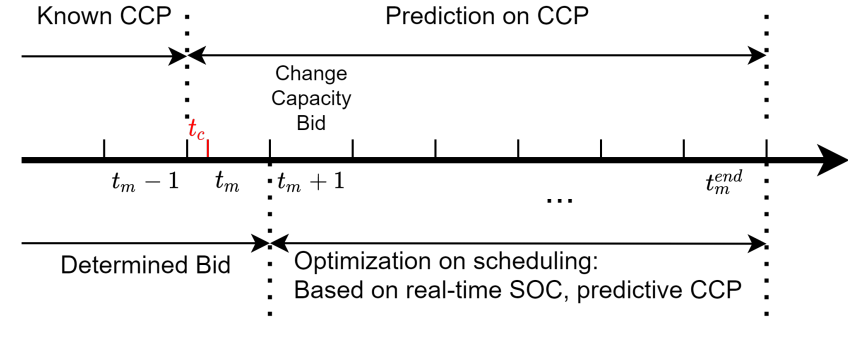 Known CCP
Prediction on CCP
Change
Capacity
Bid
t_c
t_m − 1
t_m
t_m + 1
...
t_m^{end}
Determined Bid
Optimization on scheduling:
Based on real-time SOC, predictive CCP